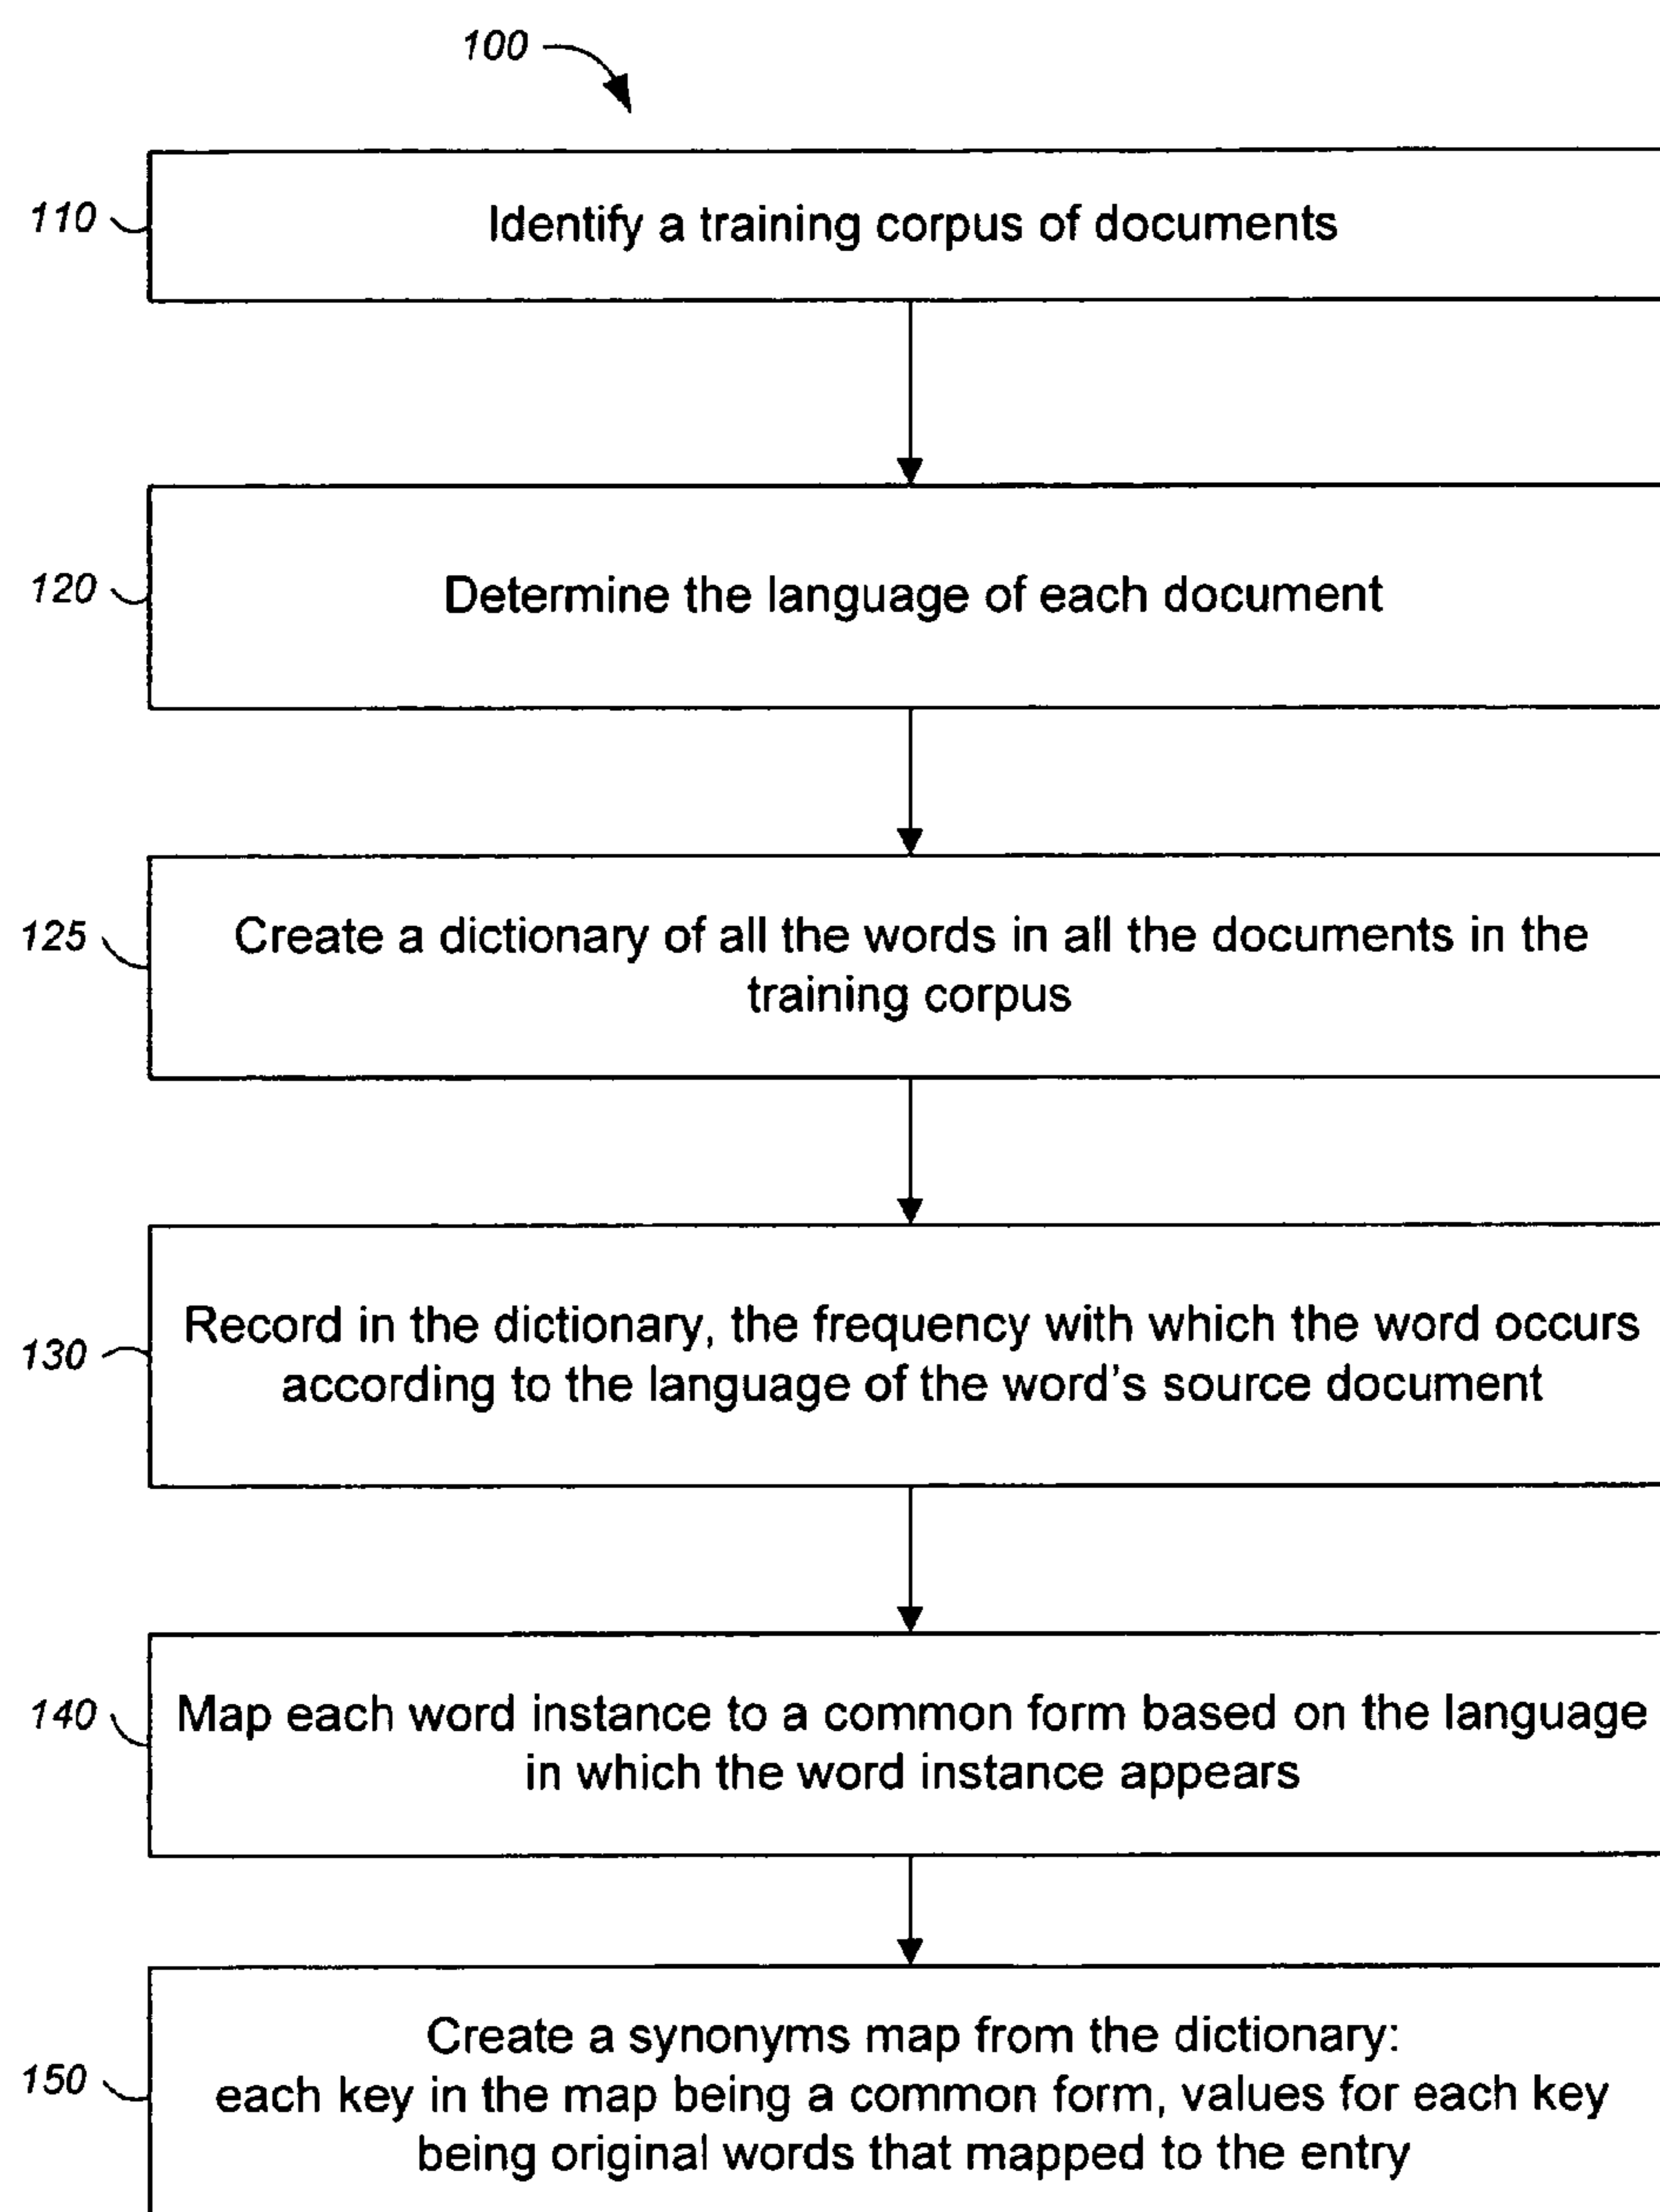 100
110
Identify a training corpus of documents
120
Determine the language of each document
125
Create a dictionary of all the words in all the documents in the
training corpus
130
Record in the dictionary, the frequency with which the word occurs
according to the language of the word's source document
140
Map each word instance to a common form based on the language
in which the word instance appears
150
Create a synonyms map from the dictionary:
each key in the map being a common form, values for each key
being original words that mapped to the entry